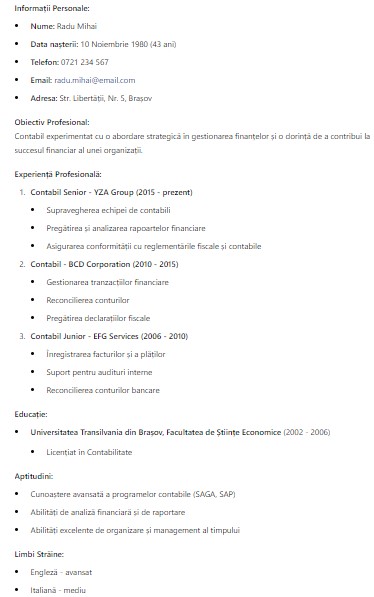 Informații Personale:
• Nume: Radu Mihai
• Data nașterii: 10 Noiembrie 1980 (43 ani)
• Telefon: 0721 234 567
• Email: radu.mihai@email.com
• Adresa: Str. Libertății, Nr. 5, Brașov
Obiectiv Profesional:
Contabil experimentat cu o abordare strategică în gestionarea finanțelor și o dorință de a contribui la
succesul financiar al unei organizații.
Experiență Profesională:
1. Contabil Senior - YZA Group (2015 - prezent)
• Supravegherea echipei de contabili
• Pregătirea și analizarea rapoartelor financiare
• Asigurarea conformității cu reglementările fiscale și contabile
2. Contabil - BCD Corporation (2010 - 2015)
• Gestionarea tranzacțiilor financiare
• Reconcilierea conturilor
• Pregătirea declarațiilor fiscale
3. Contabil Junior - EFG Services (2006 - 2010)
• Înregistrarea facturilor și a plăților
• Suport pentru audituri interne
• Reconcilierea conturilor bancare
Educație:
• Universitatea Transilvania din Brașov, Facultatea de Științe Economice (2002 - 2006)
• Licențiat în Contabilitate
Aptitudini:
• Cunoaștere avansată a programelor contabile (SAGA, SAP)
• Abilități de analiză financiară și de raportare
• Abilități excelente de organizare și management al timpului
Limbi Străine:
• Engleză - avansat
• Italiană - mediu